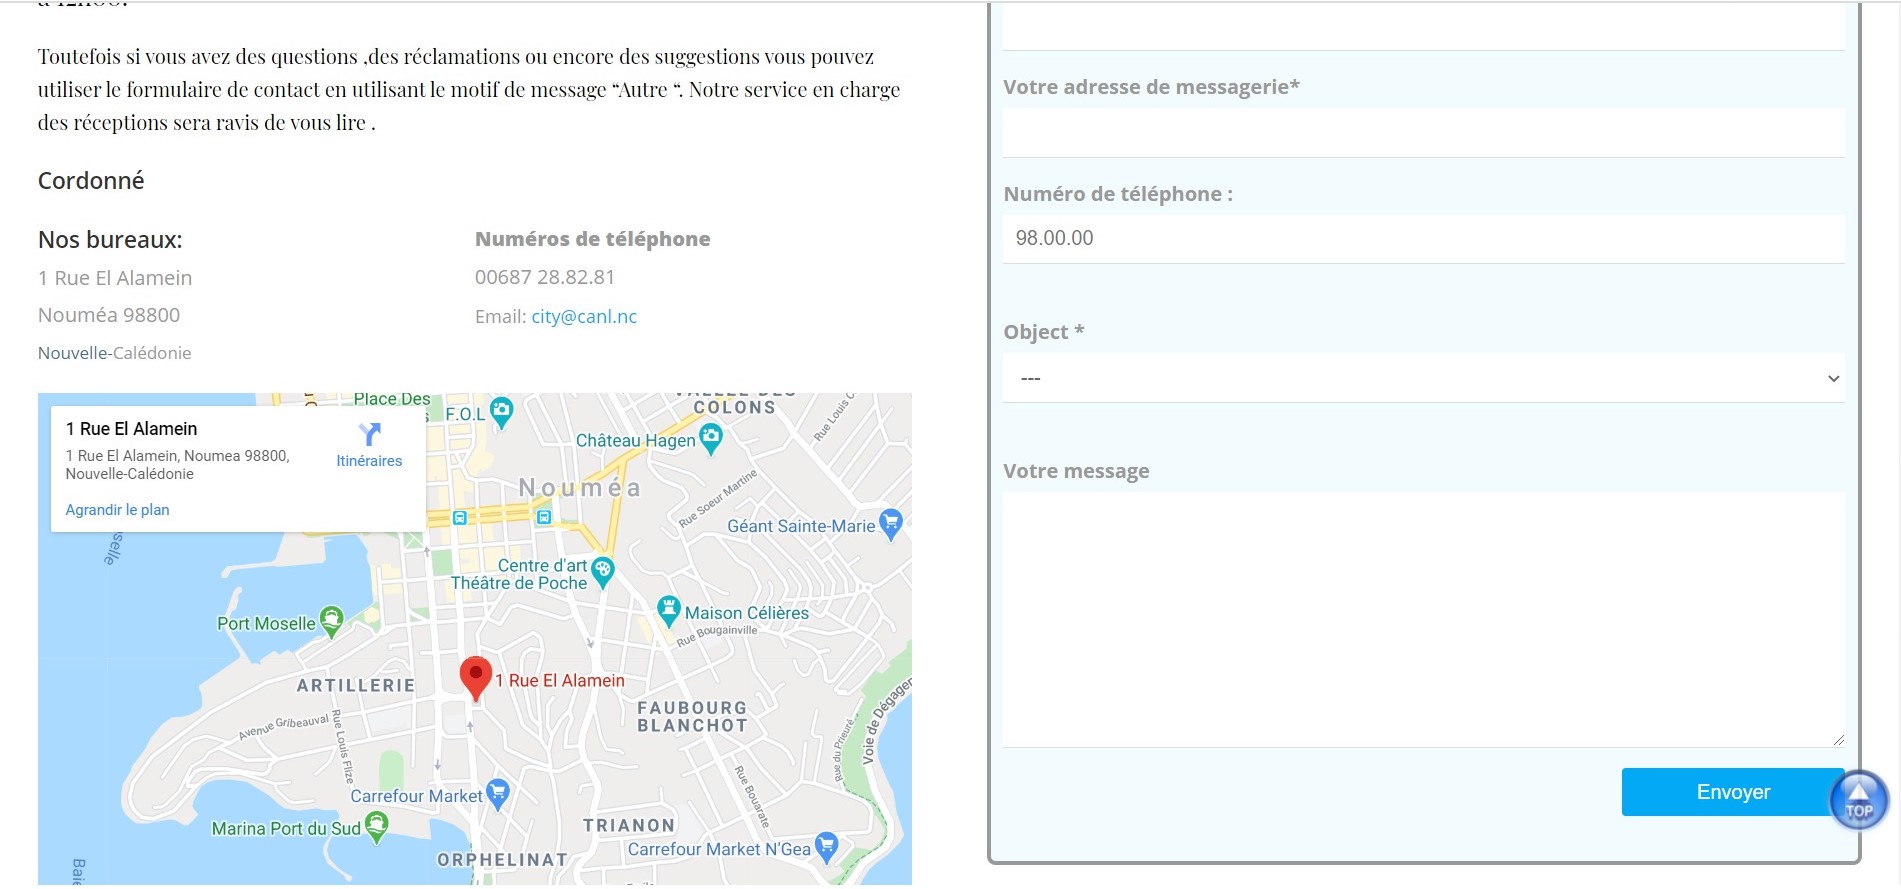 à 12h00.
Toutefois si vous avez des questions ,des réclamations ou encore des suggestions vous pouvez
utiliser le formulaire de contact en utilisant le motif de message “Autre “. Notre service en charge
des réceptions sera ravis de vous lire .
Cordonné
Nos bureaux:
1 Rue El Alamein
Nouméa 98800
Nouvelle-Calédonie
Numéros de téléphone
00687 28.82.81
Email: city@canl.nc
1 Rue El Alamein
1 Rue El Alamein, Noumea 98800,
Nouvelle-Calédonie
Itinéraires
Agrandir le plan
Place Des
F.O.L
COLONS
Rue Louis C
Château Hagen
Nouméa
Rue Soeur Martine
Géant Sainte-Marie
selle
Centre d'art
Théâtre de Poche
Maison Célières
Rue Bougainville
Port Moselle
1 Rue El Alamein
ARTILLERIE
FAUBOURG
BLANCHOT
Avenue Gribeauval
Rue Louis Flize
Rue du Prieuré
Voie de Dégagem
Rue Bouarate
Carrefour Market
Marina Port du Sud
TRIANON
Carrefour Market N'Gea
ORPHELINAT
Baie
Votre adresse de messagerie*
Numéro de téléphone :
98.00.00
Object *
---
Votre message
Envoyer
TOP